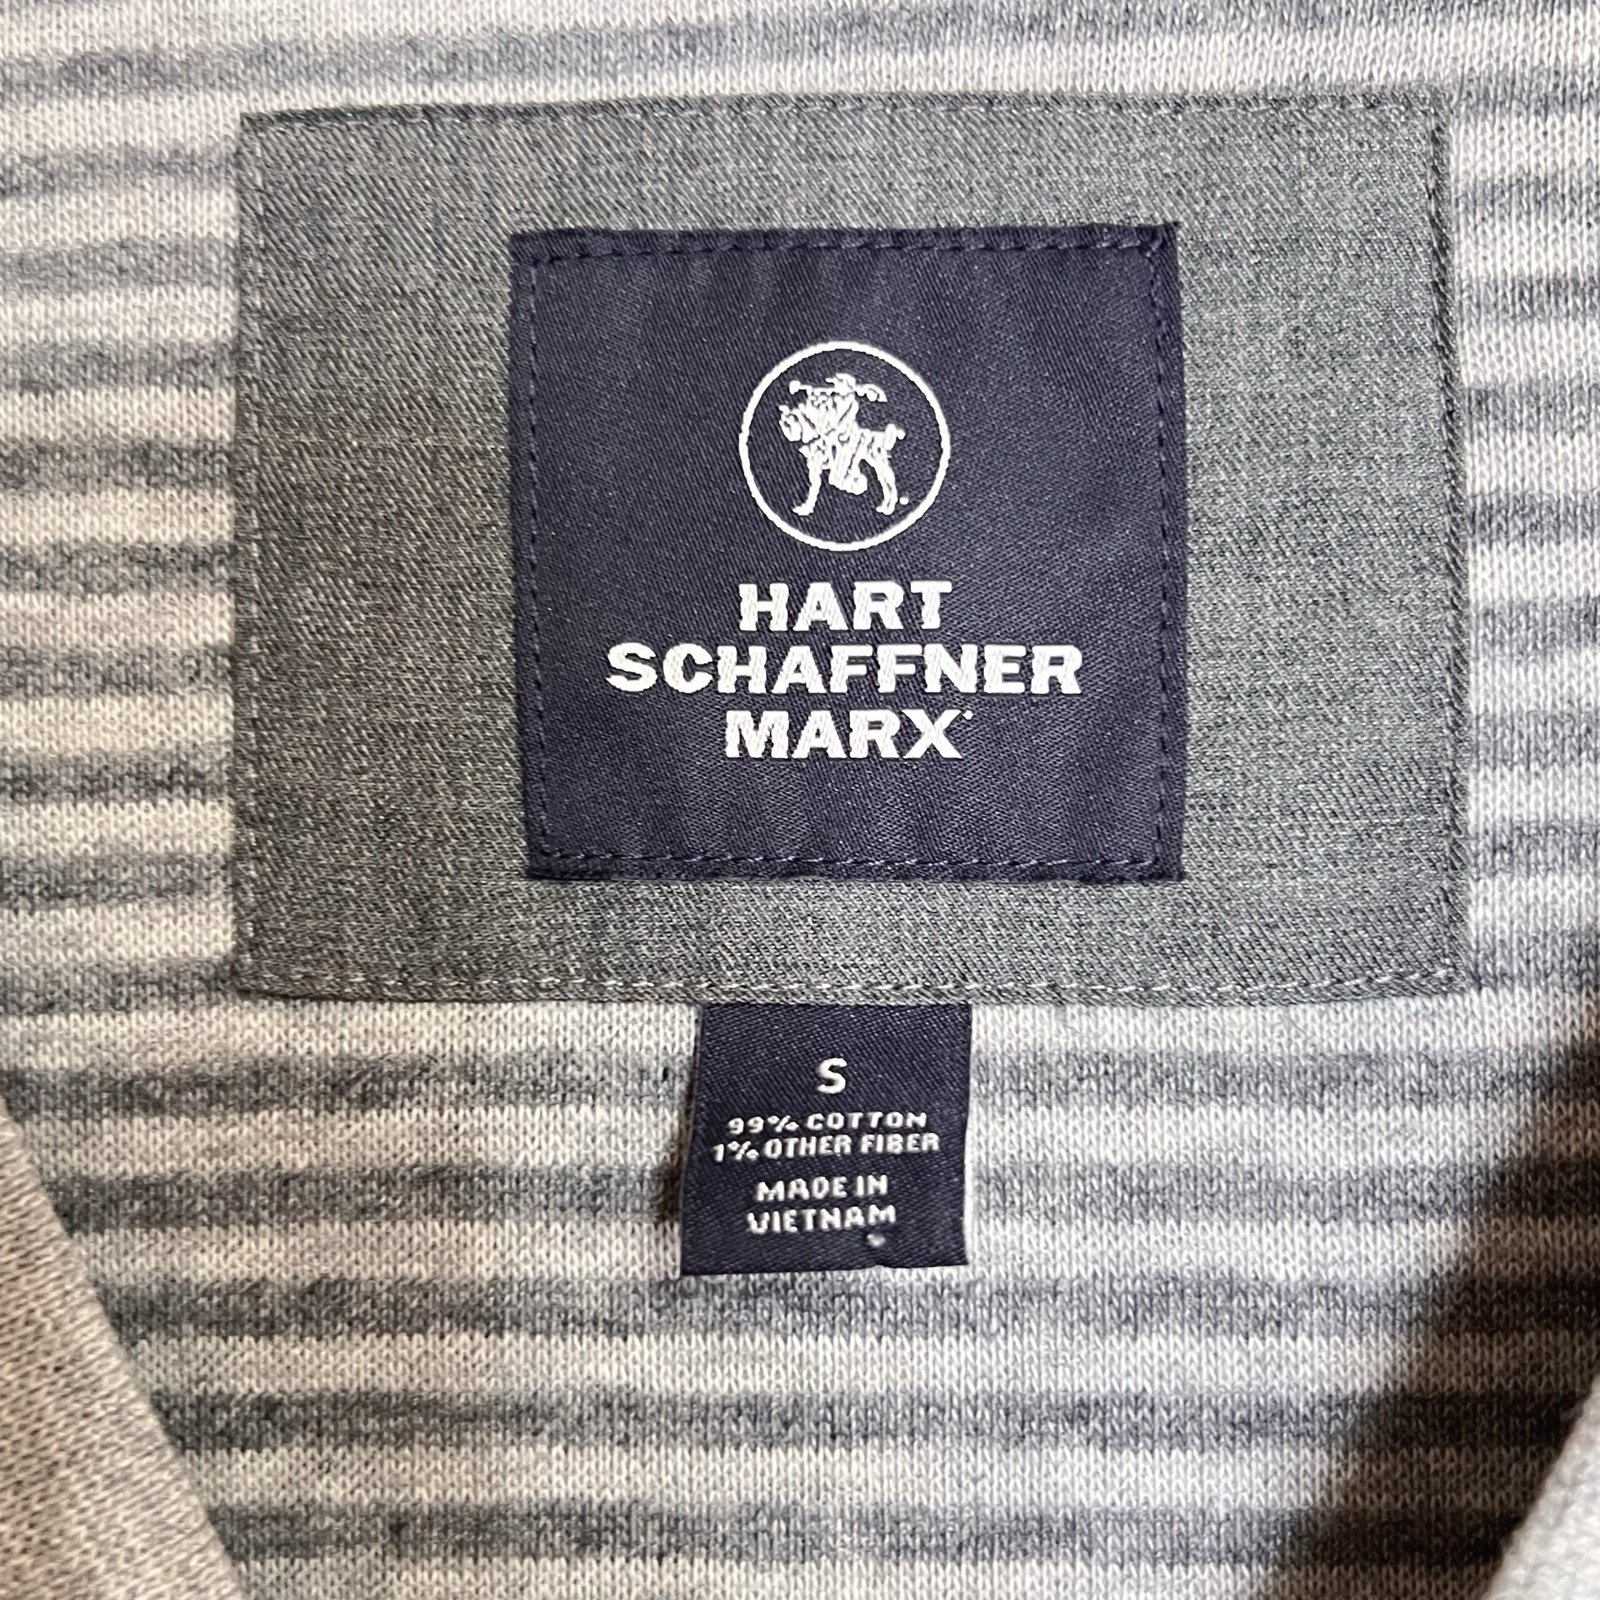 HART
SCHAFFNER
MARX
S
99% COTTON
1% OTHER FIBER
MADE IN
VIETNAM